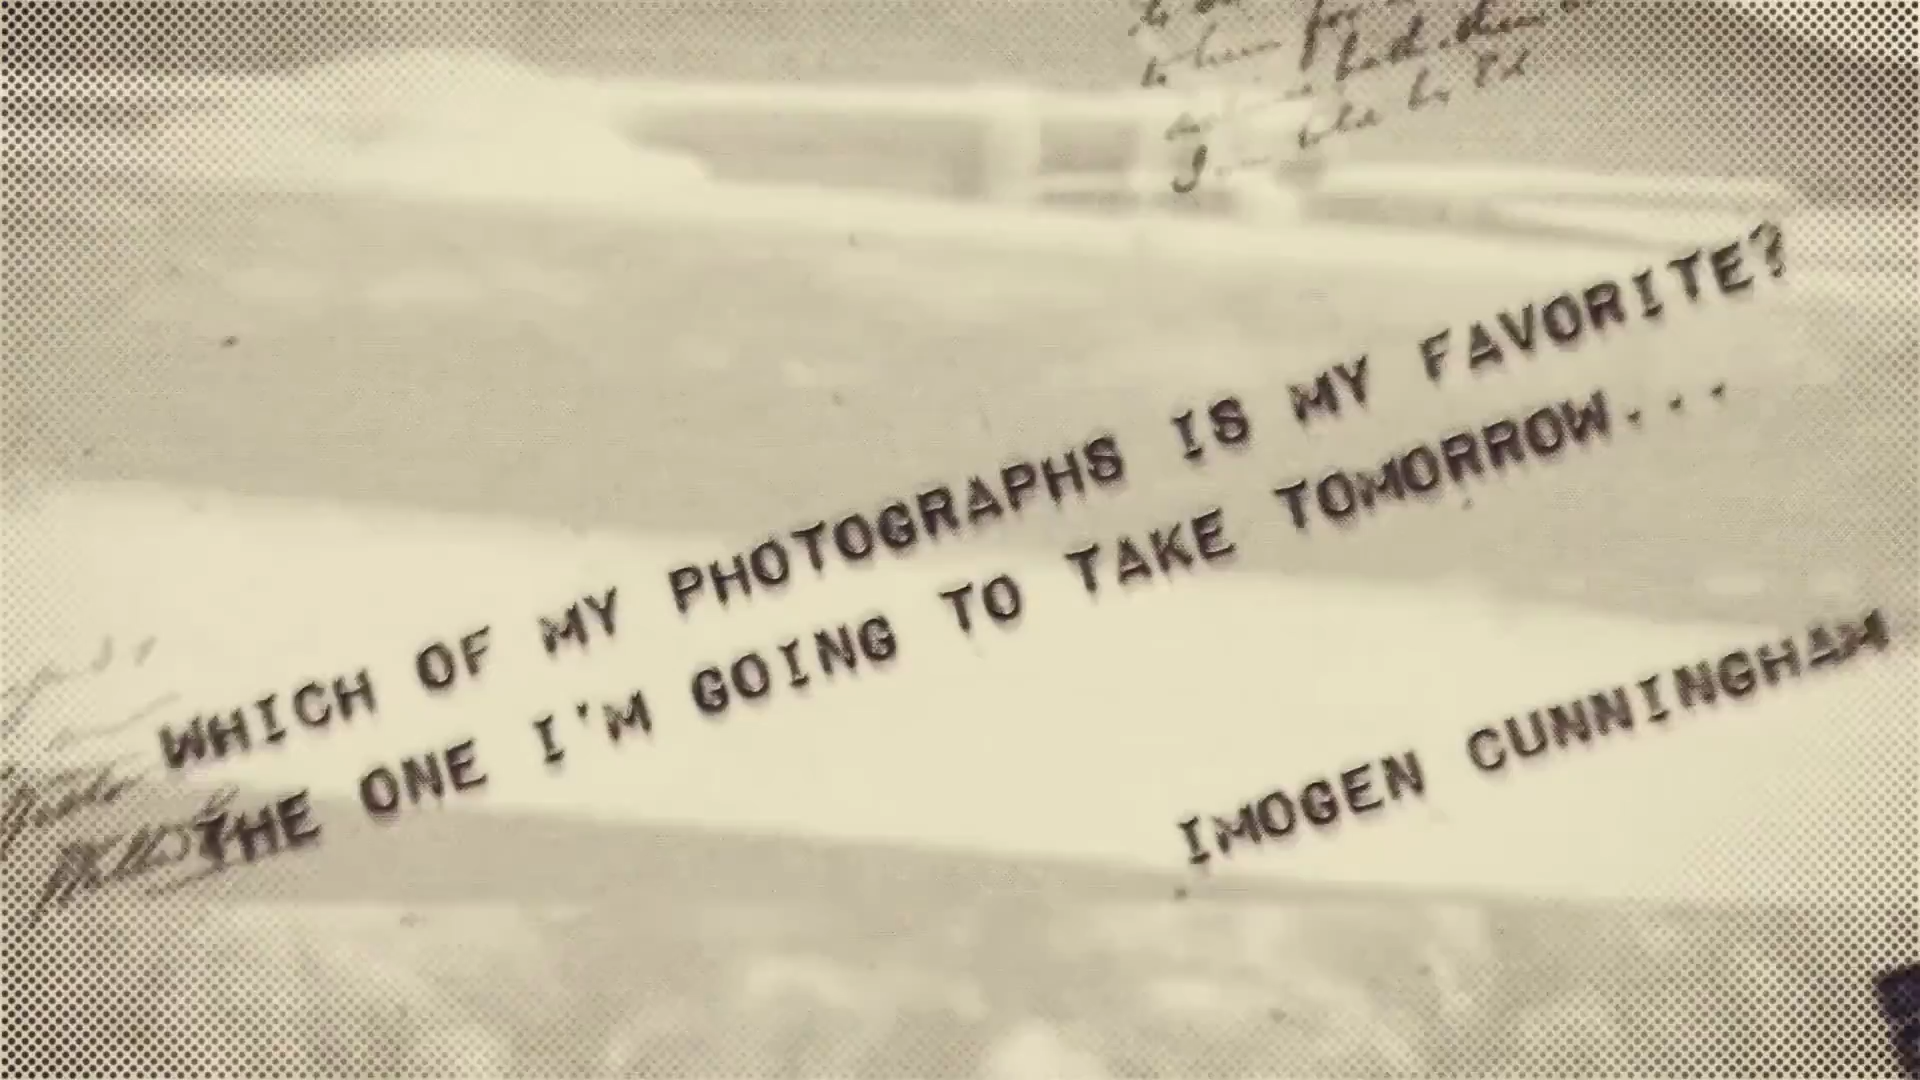 WHICH OF MY PHOTOGRAPHS IS MY FAVORITE?
THE ONE I'M GOING TO TAKE TOMORROW...
IMOGEN CUNNINGHAM